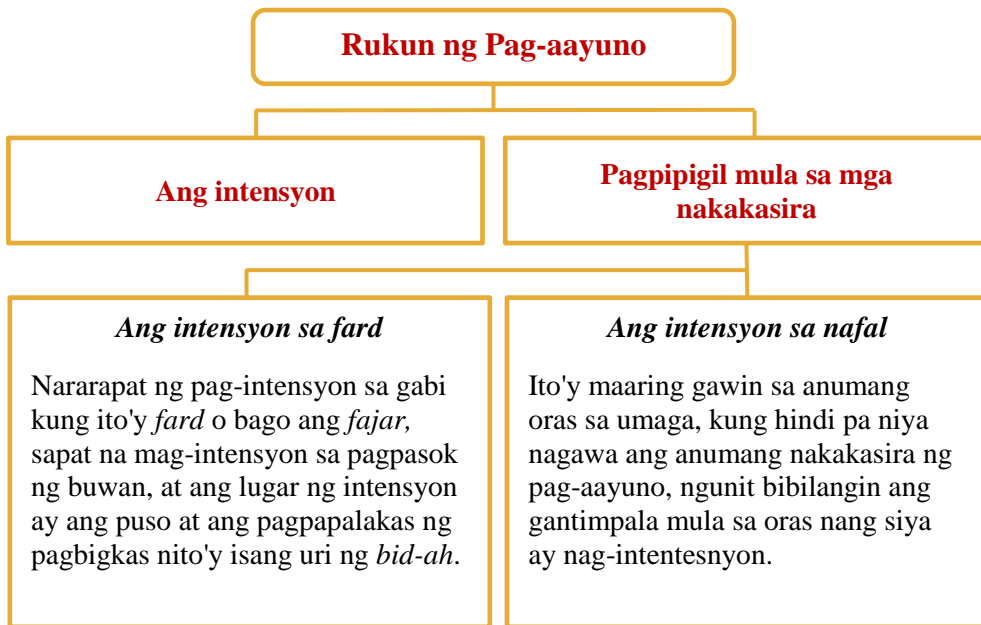 Rukun ng Pag-aayuno
Ang intensyon
Pagpipigil mula sa mga
nakakasira
Ang intensyon sa fard
Nararapat ng pag-intensyon sa gabi
kung ito'y fard o bago ang fajar,
sapat na mag-intensyon sa pagpasok
ng buwan, at ang lugar ng intensyon
ay ang puso at ang pagpapalakas ng
pagbigkas nito'y isang uri ng bid-ah.
Ang intensyon sa nafal
Ito'y maaring gawin sa anumang
oras sa umaga, kung hindi pa niya
nagawa ang anumang nakakasira ng
pag-aayuno, ngunit bibilangin ang
gantimpala mula sa oras nang siya
ay nag-intentesnyon.